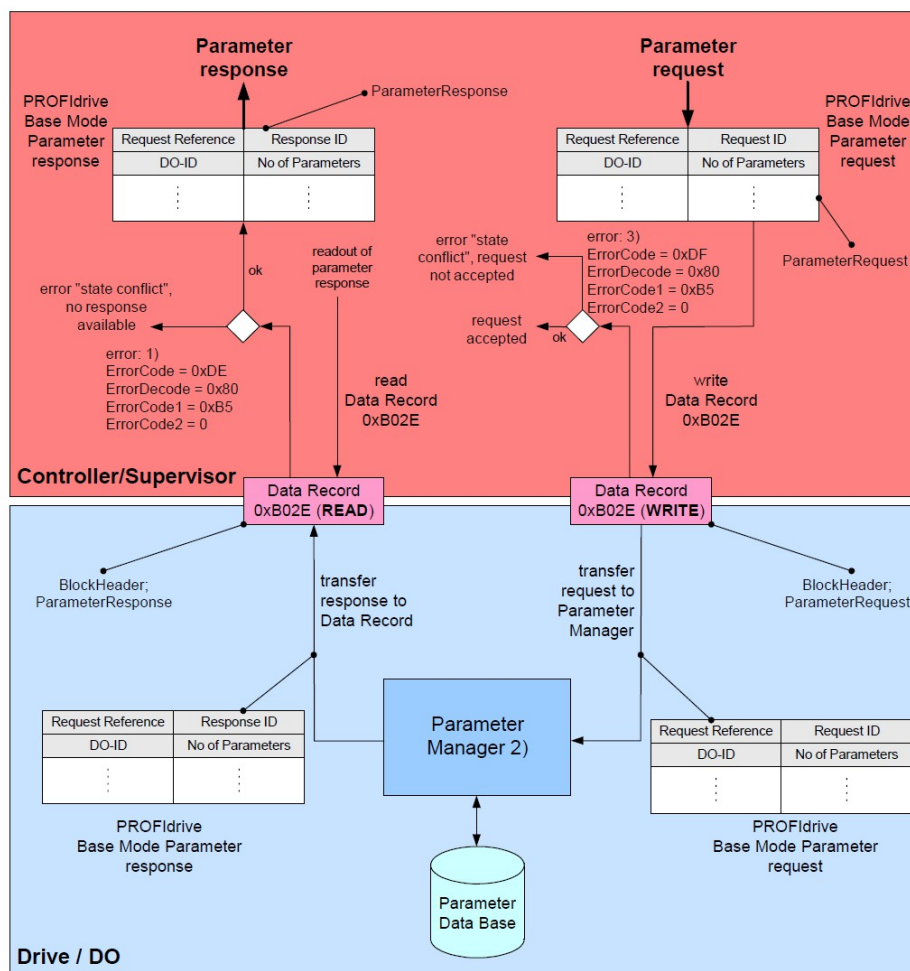 Parameter
response
Parameter
request
PROFIdrive
Base Mode
Parameter
response
ParameterResponse
Request Reference
Response ID
DO-ID
No of Parameters
Request Reference
Request ID
DO-ID
No of Parameters
PROFIdrive
Base Mode
Parameter
request
ParameterRequest
ok
readout of
parameter
response
error "state conflict",
no response
available
error: 1)
ErrorCode = 0xDE
ErrorDecode = 0x80
ErrorCode1 = 0xB5
ErrorCode2 = 0
read
Data Record
0xB02E
error "state
conflict", request
not accepted
error: 3)
ErrorCode = 0xDF
ErrorDecode = 0x80
ErrorCode1 = 0xB5
ErrorCode2 = 0
request
accepted
ok
write
Data Record
0xB02E
Controller/Supervisor
Data Record
0xB02E (READ)
Data Record
0xB02E (WRITE)
BlockHeader;
ParameterResponse
transfer
response to
Data Record
transfer
request to
Parameter
Manager
BlockHeader;
ParameterRequest
Request Reference
Response ID
DO-ID
No of Parameters
PROFIdrive
Base Mode Parameter
response
Parameter
Manager 2)
Request Reference
Request ID
DO-ID
No of Parameters
PROFIdrive
Base Mode Parameter
request
Parameter
Data Base
Drive / DO